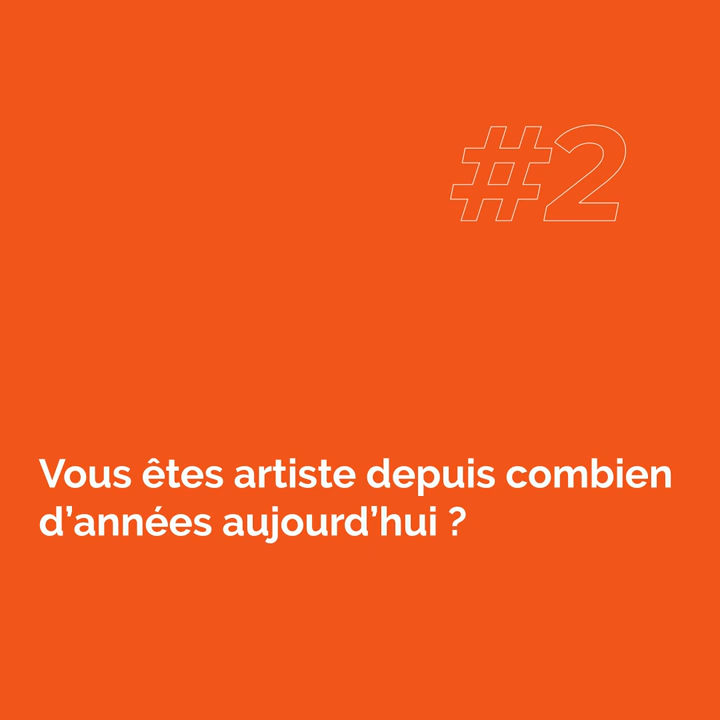 #2
Vous êtes artiste depuis combien
d’années aujourd’hui ?